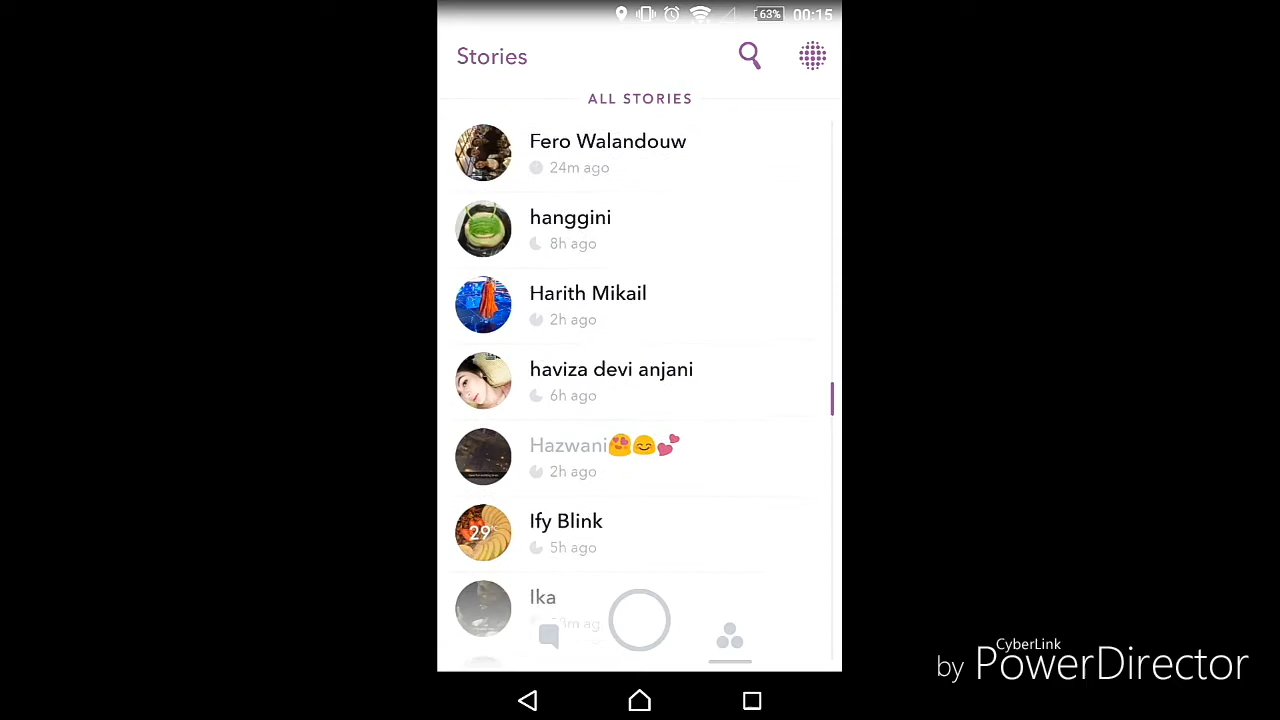 63% 00:15
Stories
ALL STORIES
Fero Walandouw
24m ago
hanggini
8h ago
Harith Mikail
2h ago
haviza devi anjani
6h ago
Hazwani😍😊💕
2h ago
Ify Blink
29
5h ago
Ika
m ag
CyberLink
by PowerDirector